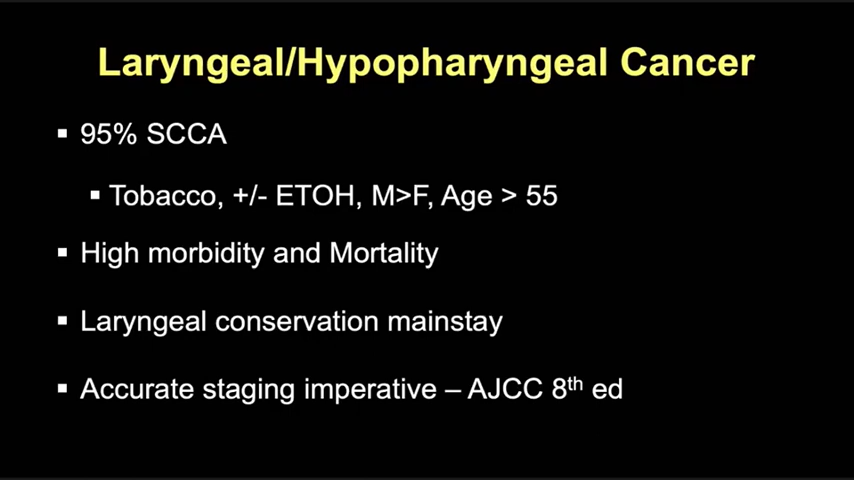 Laryngeal/Hypopharyngeal Cancer
▪ 95% SCCA
▪ Tobacco, +/- ETOH, M>F, Age > 55
▪ High morbidity and Mortality
▪ Laryngeal conservation mainstay
▪ Accurate staging imperative – AJCC 8th ed